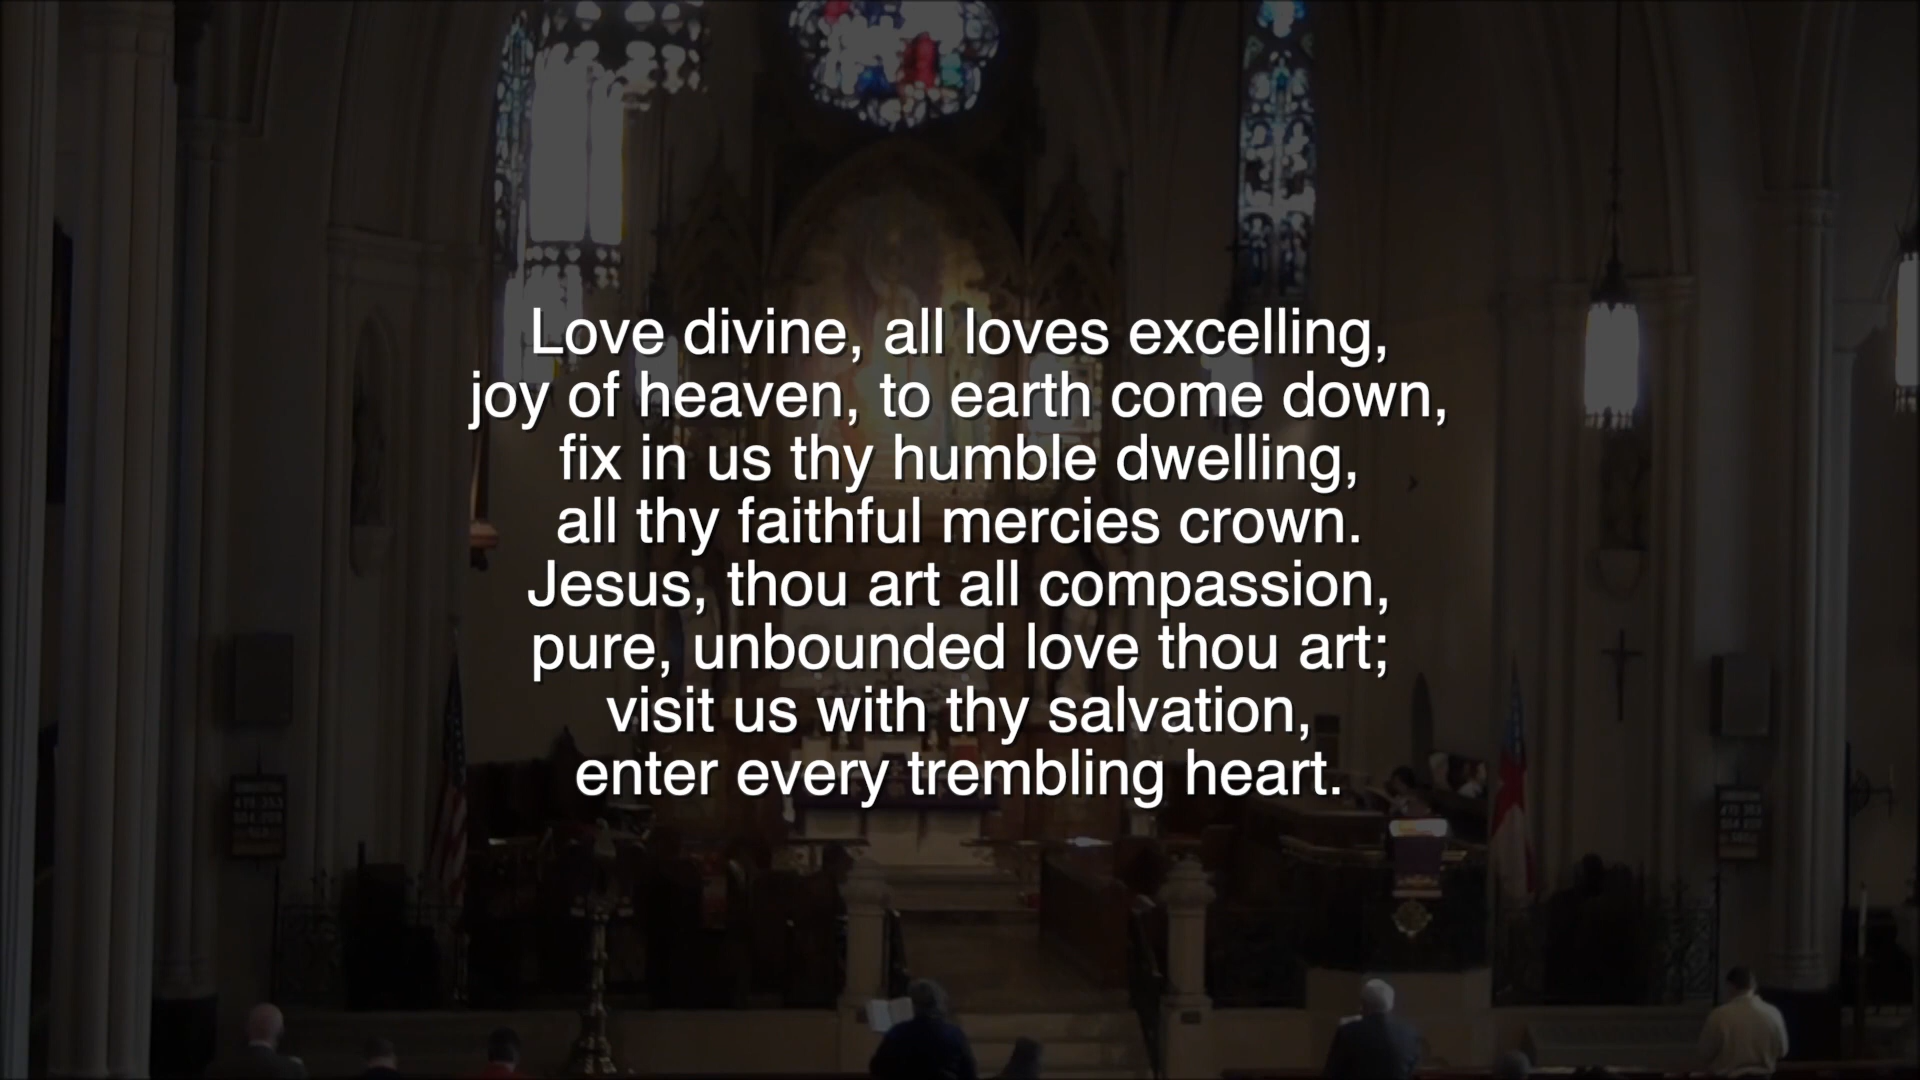 Love divine, all loves excelling,
joy of heaven, to earth come down,
fix in us thy humble dwelling,
all thy faithful mercies crown.
Jesus, thou art all compassion,
pure, unbounded love thou art;
visit us with thy salvation,
enter every trembling heart.